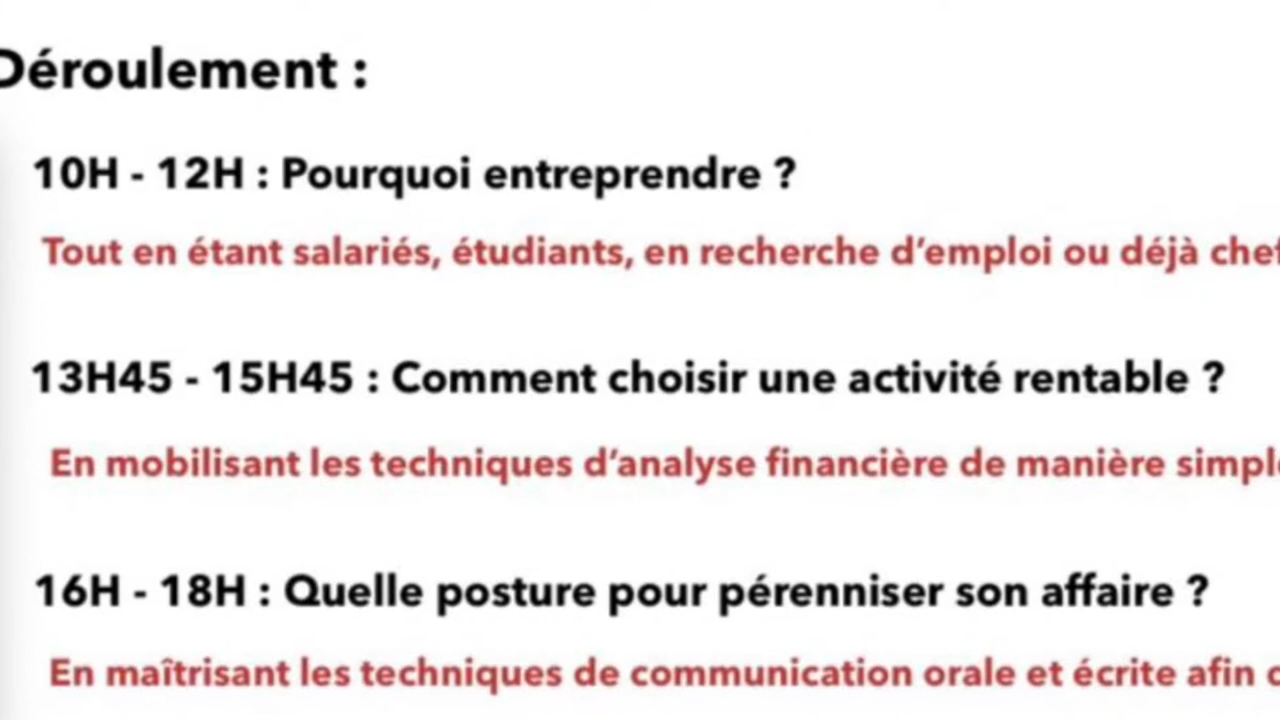 Déroulement :
10H - 12H : Pourquoi entreprendre ?
Tout en étant salariés, étudiants, en recherche d’emploi ou déjà chef
13H45 - 15H45 : Comment choisir une activité rentable ?
En mobilisant les techniques d’analyse financière de manière simple
16H - 18H : Quelle posture pour pérenniser son affaire ?
En maîtrisant les techniques de communication orale et écrite afin